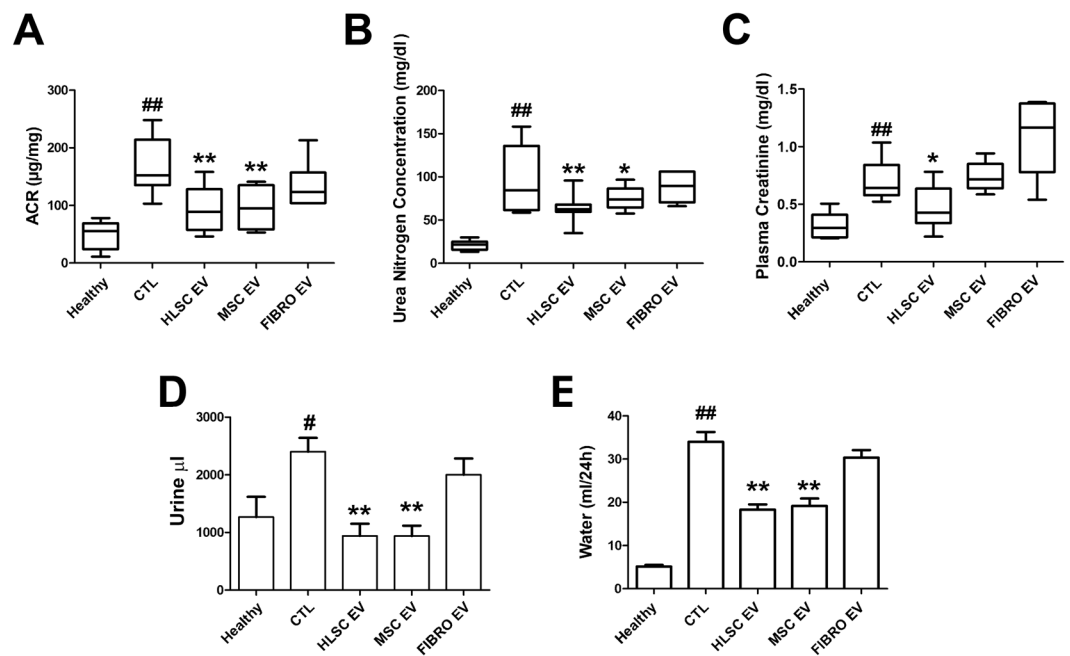 A
ACR (µg/mg)
300
200
100
0
##
**
**
Healthy
CTL
HLSC EV
MSC EV
FIBRO EV
B
Urea Nitrogen Concentration (mg/dl)
200
150
100
50
0
##
**
*
Healthy
CTL
HLSC EV
MSC EV
FIBRO EV
C
Plasma Creatinine (mg/dl)
1.5
1.0
0.5
0.0
##
*
Healthy
CTL
HLSC EV
MSC EV
FIBRO EV
D
Urine µl
3000
2000
1000
0
#
**
**
Healthy
CTL
HLSC EV
MSC EV
FIBRO EV
E
Water (ml/24h)
40
30
20
10
0
##
**
**
Healthy
CTL
HLSC EV
MSC EV
FIBRO EV